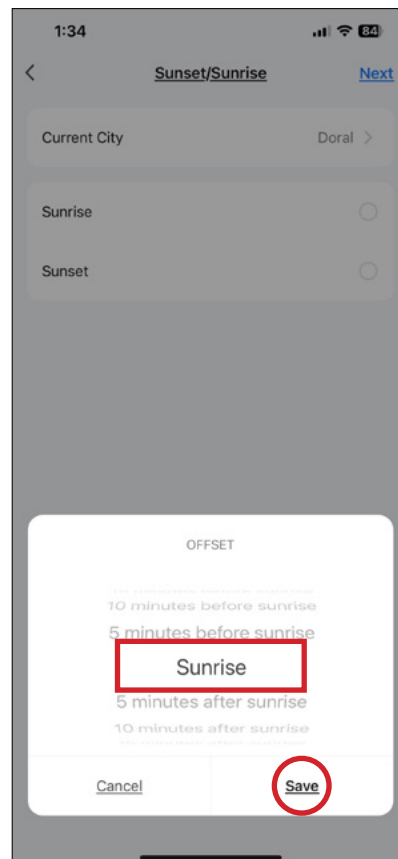 1:34 84
Sunset/Sunrise Next
Current City Doral
Sunrise
Sunset
OFFSET
10 minutes before sunrise
5 minutes before sunrise
Sunrise
5 minutes after sunrise
10 minutes after sunrise
Cancel Save